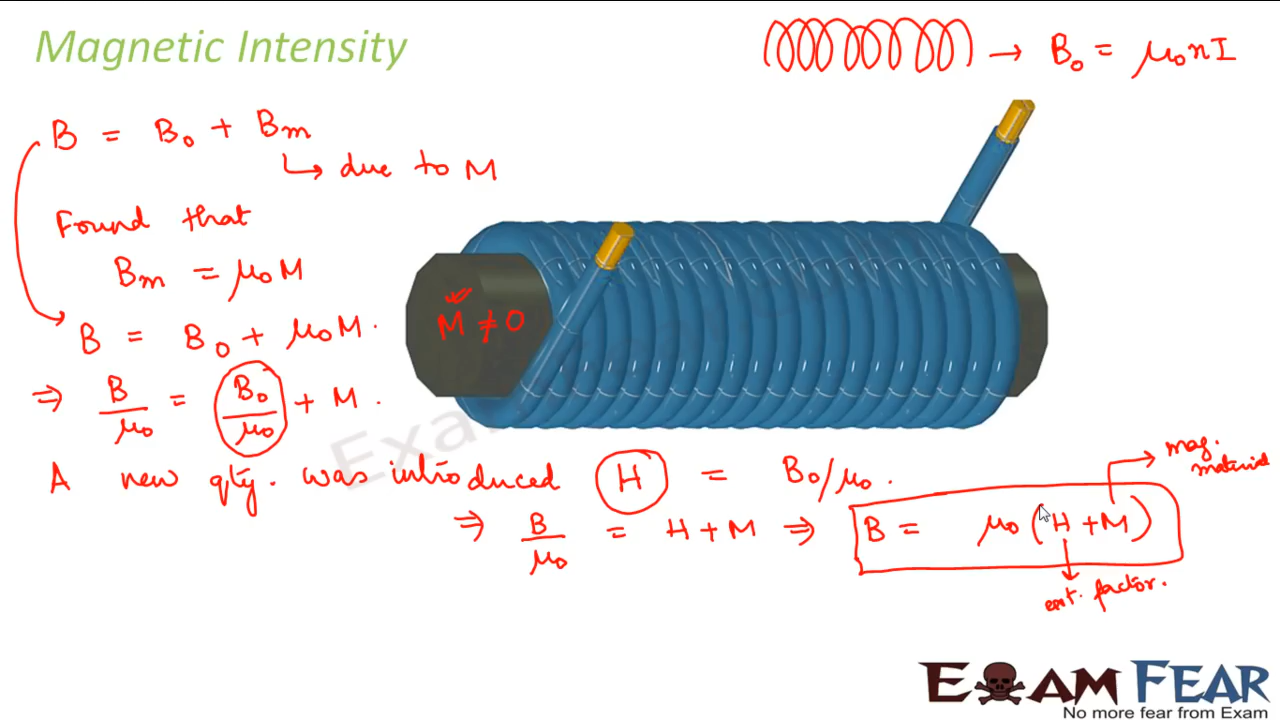 Magnetic Intensity
→ B₀ = μ₀nI
B = B₀ + Bm
↳ due to M
Found that
Bm = μ₀M
M ≠ 0
B = B₀ + μ₀M.
⇒ B/μ₀ = B₀/μ₀ + M.
A new qty. was introduced H = B₀/μ₀.
⇒ B/μ₀ = H + M ⇒ B = μ₀(H + M)
mag. material
ext. factor.
EXAM FEAR
No more fear from Exam